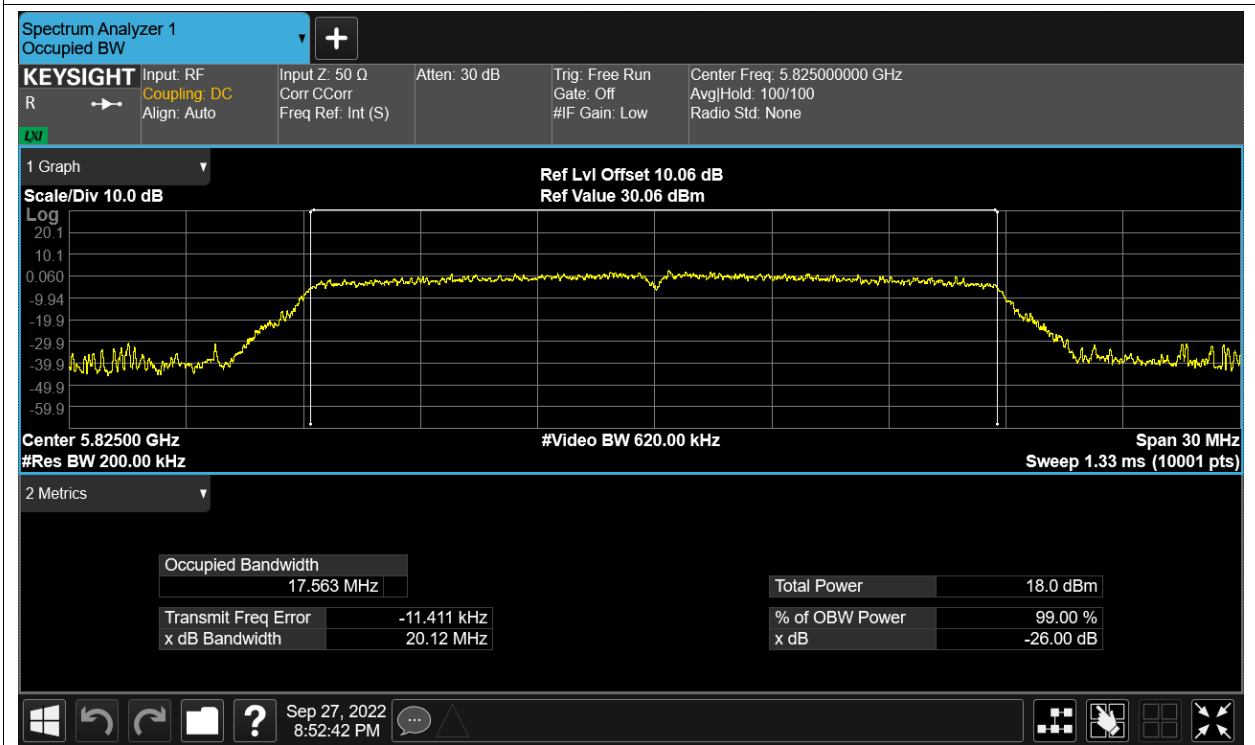 Spectrum Analyzer 1
Occupied BW
KEYSIGHT
R
LXI
Input: RF
Coupling: DC
Align: Auto
Input Z: 50 Ω
Corr CCorr
Freq Ref: Int (S)
Atten: 30 dB
Trig: Free Run
Gate: Off
#IF Gain: Low
Center Freq: 5.825000000 GHz
Avg|Hold: 100/100
Radio Std: None
1 Graph
Scale/Div 10.0 dB
Ref Lvl Offset 10.06 dB
Ref Value 30.06 dBm
Log
20.1
10.1
0.060
-9.94
-19.9
-29.9
-39.9
-49.9
-59.9
Center 5.82500 GHz
#Video BW 620.00 kHz
Span 30 MHz
#Res BW 200.00 kHz
Sweep 1.33 ms (10001 pts)
2 Metrics
Occupied Bandwidth
17.563 MHz
Total Power 18.0 dBm
Transmit Freq Error -11.411 kHz
% of OBW Power 99.00 %
x dB Bandwidth 20.12 MHz
x dB -26.00 dB
?
Sep 27, 2022
8:52:42 PM